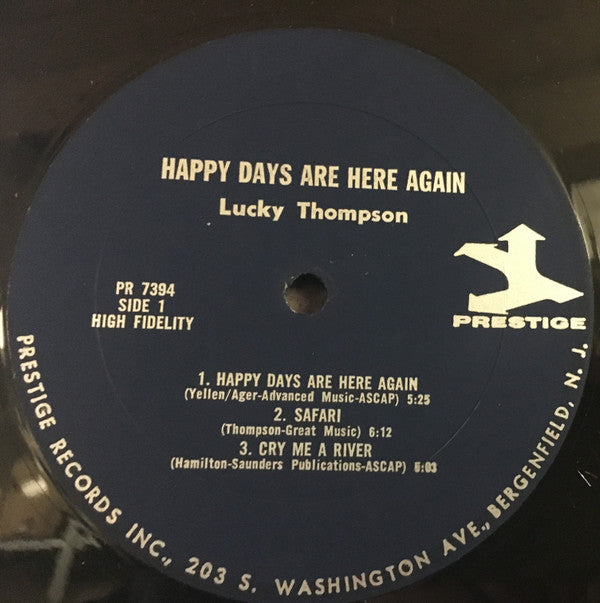 HAPPY DAYS ARE HERE AGAIN
Lucky Thompson
PR 7394
SIDE 1
HIGH FIDELITY
PRESTIGE
1. HAPPY DAYS ARE HERE AGAIN
(Yellen/Ager-Advanced Music-ASCAP) 5:25
2. SAFARI
(Thompson-Great Music) 6:12
3. CRY ME A RIVER
(Hamilton-Saunders Publications-ASCAP)
PRESTIGE RECORDS INC., 203 S. WASHINGTON AVE., BERGENFIELD, N. J.